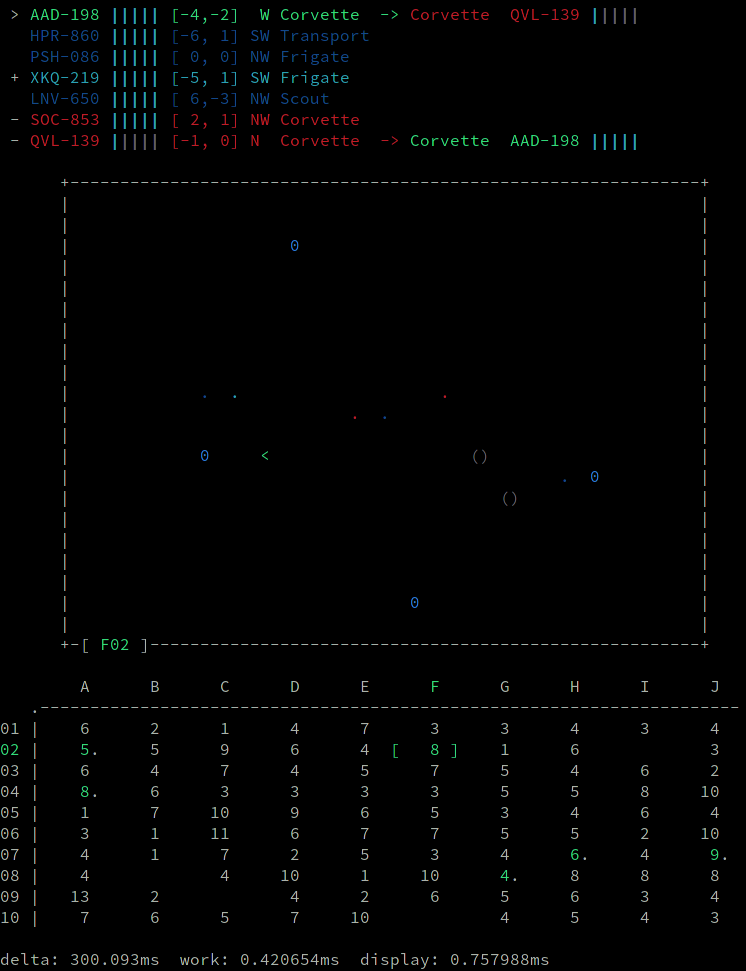 > AAD-198 ||||| [-4,-2]  W Corvette  -> Corvette  QVL-139 |||||
  HPR-860 ||||| [-6, 1] SW Transport
  PSH-086 ||||| [ 0, 0] NW Frigate
+ XKQ-219 ||||| [-5, 1] SW Frigate
  LNV-650 ||||| [ 6,-3] NW Scout
- SOC-853 ||||| [ 2, 1] NW Corvette
- QVL-139 ||||| [-1, 0] N  Corvette  -> Corvette  AAD-198 |||||
0
. . .
. .
0 < ()
. 0
()
0
[ F02 ]
A B C D E F G H I J
01 | 6 2 1 4 7 3 3 4 3 4
02 | 5. 5 9 6 4 [ 8 ] 1 6 3
03 | 6 4 7 4 5 7 5 4 6 2
04 | 8. 6 3 3 3 3 5 5 8 10
05 | 1 7 10 9 6 5 3 4 6 4
06 | 3 1 11 6 7 7 5 5 2 10
07 | 4 1 7 2 5 3 4 6. 4 9.
08 | 4 4 10 1 10 4. 8 8 8
09 | 13 2 4 2 6 5 6 3 4
10 | 7 6 5 7 10 4 5 4 3
delta: 300.093ms  work: 0.420654ms  display: 0.757988ms